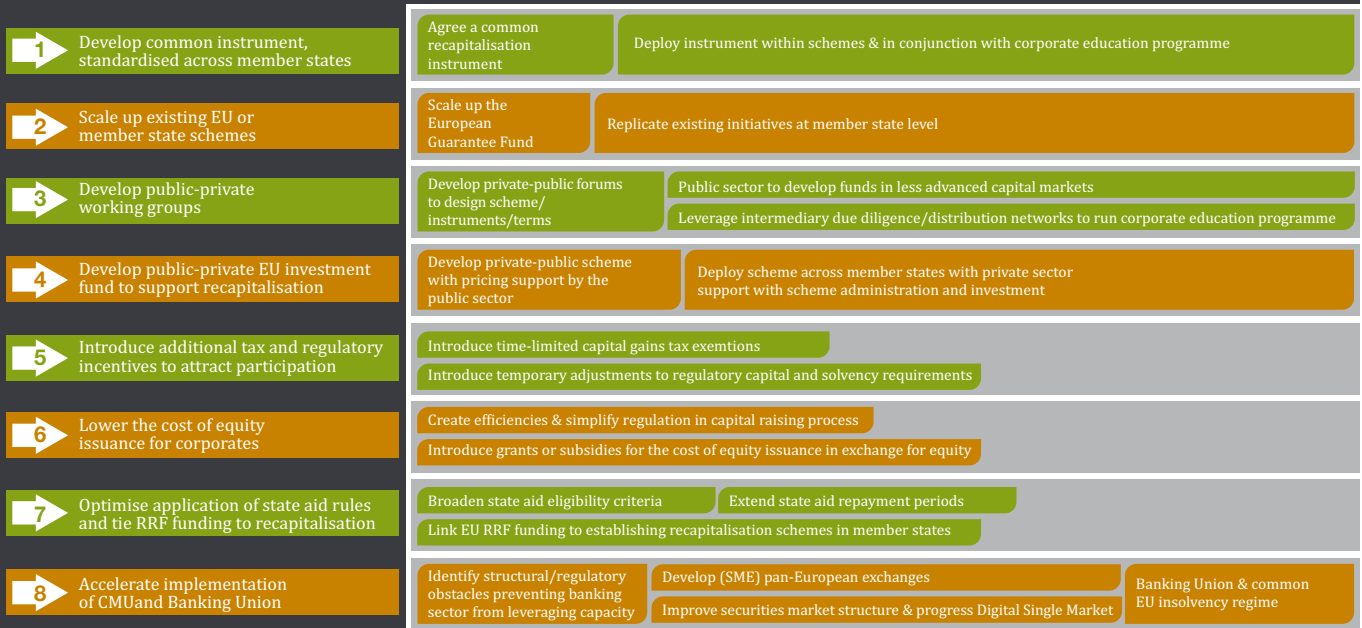 1
Develop common instrument,
standardised across member states
Agree a common
recapitalisation
instrument
Deploy instrument within schemes & in conjunction with corporate education programme
2
Scale up existing EU or
member state schemes
Scale up the
European
Guarantee Fund
Replicate existing initiatives at member state level
3
Develop public-private
working groups
Develop private-public forums
to design scheme/
instruments/terms
Public sector to develop funds in less advanced capital markets
Leverage intermediary due diligence/distribution networks to run corporate education programme
4
Develop public-private EU investment
fund to support recapitalisation
Develop private-public scheme
with pricing support by the
public sector
Deploy scheme across member states with private sector
support with scheme administration and investment
5
Introduce additional tax and regulatory
incentives to attract participation
Introduce time-limited capital gains tax exemtions
Introduce temporary adjustments to regulatory capital and solvency requirements
6
Lower the cost of equity
issuance for corporates
Create efficiencies & simplify regulation in capital raising process
Introduce grants or subsidies for the cost of equity issuance in exchange for equity
7
Optimise application of state aid rules
and tie RRF funding to recapitalisation
Broaden state aid eligibility criteria
Extend state aid repayment periods
Link EU RRF funding to establishing recapitalisation schemes in member states
8
Accelerate implementation
of CMUand Banking Union
Identify structural/regulatory
obstacles preventing banking
sector from leveraging capacity
Develop (SME) pan-European exchanges
Improve securities market structure & progress Digital Single Market
Banking Union & common
EU insolvency regime